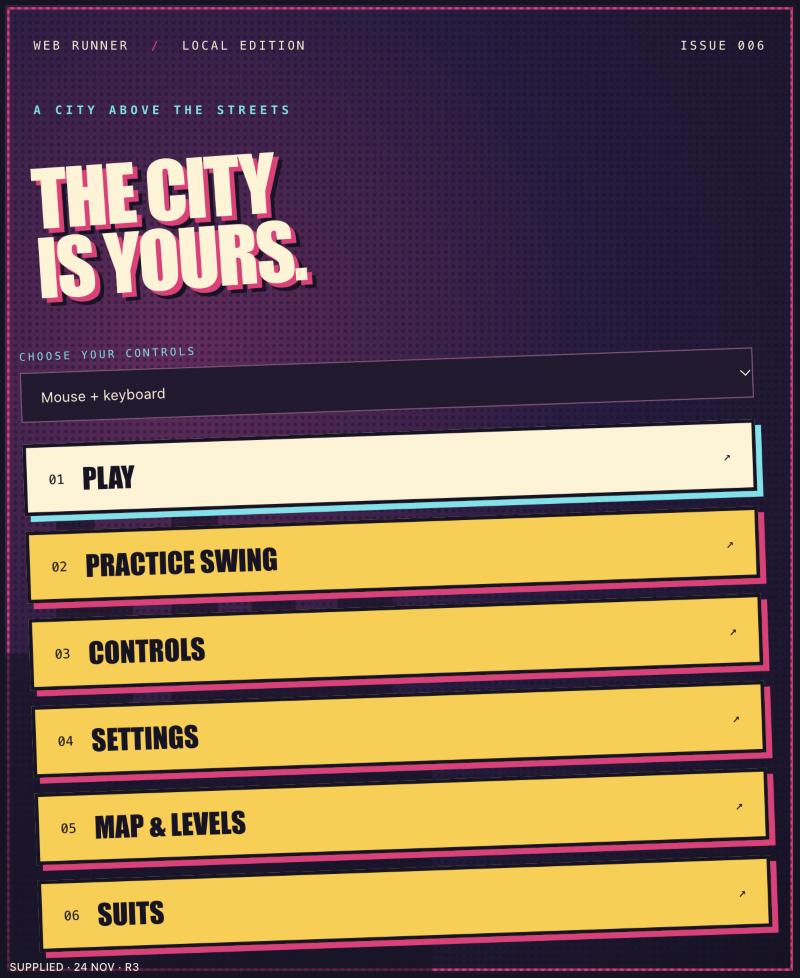 WEB RUNNER / LOCAL EDITION
ISSUE 006
A CITY ABOVE THE STREETS
THE CITY
IS YOURS.
CHOOSE YOUR CONTROLS
Mouse + keyboard
01 PLAY ↗
02 PRACTICE SWING ↗
03 CONTROLS ↗
04 SETTINGS ↗
05 MAP & LEVELS ↗
06 SUITS ↗
SUPPLIED · 24 NOV · R3